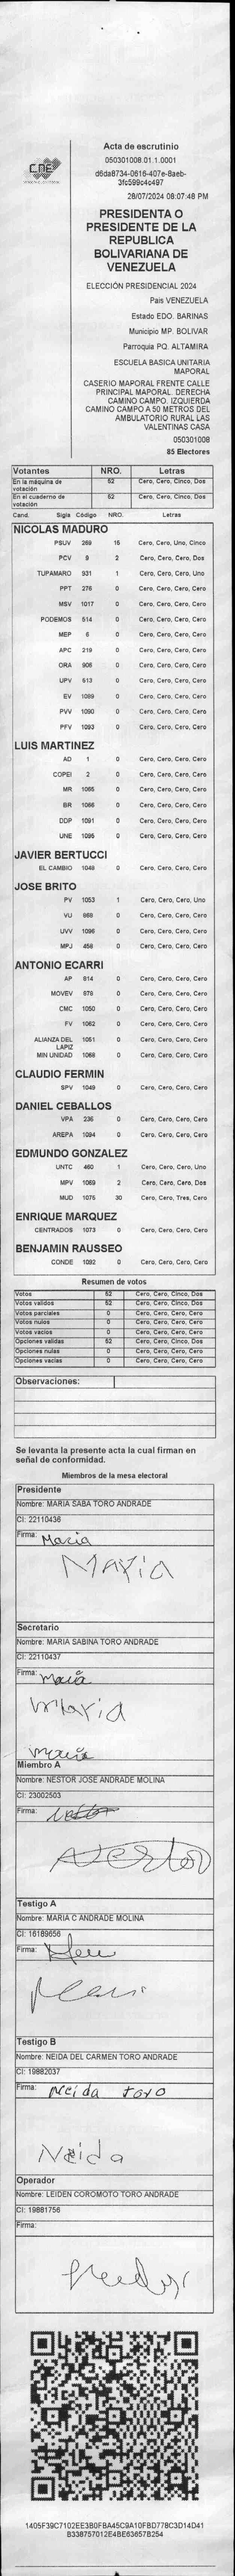 CNE
Acta de escrutinio
050301008.01.1.0001
d6da8734-0616-407e-8aeb-
3fc599c4c497
28/07/2024 08:07:48 PM
PRESIDENTA O
PRESIDENTE DE LA
REPUBLICA
BOLIVARIANA DE
VENEZUELA
ELECCIÓN PRESIDENCIAL 2024
Pais VENEZUELA
Estado EDO. BARINAS
Municipio MP. BOLIVAR
Parroquia PQ. ALTAMIRA
ESCUELA BASICA UNITARIA
MAPORAL
CASERIO MAPORAL FRENTE CALLE
PRINCIPAL MAPORAL. DERECHA
CAMINO CAMPO. IZQUIERDA
CAMINO CAMPO A 50 METROS DEL
AMBULATORIO RURAL LAS
VALENTINAS CASA
050301008
85 Electores
Votantes NRO. Letras
En la máquina de votación 52 Cero, Cero, Cinco, Dos
En el cuaderno de votación 52 Cero, Cero, Cinco, Dos
Cand. Sigla Código NRO. Letras
NICOLAS MADURO
PSUV 269 15 Cero, Cero, Uno, Cinco
PCV 9 2 Cero, Cero, Cero, Dos
TUPAMARO 931 1 Cero, Cero, Cero, Uno
PPT 276 0 Cero, Cero, Cero, Cero
MSV 1017 0 Cero, Cero, Cero, Cero
PODEMOS 514 0 Cero, Cero, Cero, Cero
MEP 6 0 Cero, Cero, Cero, Cero
APC 219 0 Cero, Cero, Cero, Cero
ORA 906 0 Cero, Cero, Cero, Cero
UPV 513 0 Cero, Cero, Cero, Cero
EV 1089 0 Cero, Cero, Cero, Cero
PVV 1090 0 Cero, Cero, Cero, Cero
PFV 1093 0 Cero, Cero, Cero, Cero
LUIS MARTINEZ
AD 1 0 Cero, Cero, Cero, Cero
COPEI 2 0 Cero, Cero, Cero, Cero
MR 1065 0 Cero, Cero, Cero, Cero
BR 1066 0 Cero, Cero, Cero, Cero
DDP 1091 0 Cero, Cero, Cero, Cero
UNE 1095 0 Cero, Cero, Cero, Cero
JAVIER BERTUCCI
EL CAMBIO 1048 0 Cero, Cero, Cero, Cero
JOSE BRITO
PV 1053 1 Cero, Cero, Cero, Uno
VU 988 0 Cero, Cero, Cero, Cero
UVV 1096 0 Cero, Cero, Cero, Cero
MPJ 458 0 Cero, Cero, Cero, Cero
ANTONIO ECARRI
AP 814 0 Cero, Cero, Cero, Cero
MOVEV 979 0 Cero, Cero, Cero, Cero
CMC 1050 0 Cero, Cero, Cero, Cero
FV 1062 0 Cero, Cero, Cero, Cero
ALIANZA DEL LAPIZ 1051 0 Cero, Cero, Cero, Cero
MIN UNIDAD 1068 0 Cero, Cero, Cero, Cero
CLAUDIO FERMIN
SPV 1049 0 Cero, Cero, Cero, Cero
DANIEL CEBALLOS
VPA 236 0 Cero, Cero, Cero, Cero
AREPA 1094 0 Cero, Cero, Cero, Cero
EDMUNDO GONZALEZ
UNTC 460 1 Cero, Cero, Cero, Uno
MPV 1069 2 Cero, Cero, Cero, Dos
MUD 1075 30 Cero, Cero, Tres, Cero
ENRIQUE MARQUEZ
CENTRADOS 1073 0 Cero, Cero, Cero, Cero
BENJAMIN RAUSSEO
CONDE 1092 0 Cero, Cero, Cero, Cero
Resumen de votos
Votos 52 Cero, Cero, Cinco, Dos
Votos validos 52 Cero, Cero, Cinco, Dos
Votos parciales 0 Cero, Cero, Cero, Cero
Votos nulos 0 Cero, Cero, Cero, Cero
Votos vacios 0 Cero, Cero, Cero, Cero
Opciones validas 52 Cero, Cero, Cinco, Dos
Opciones nulas 0 Cero, Cero, Cero, Cero
Opciones vacias 0 Cero, Cero, Cero, Cero
Observaciones:
Se levanta la presente acta la cual firman en
señal de conformidad.
Miembros de la mesa electoral
Presidente
Nombre: MARIA SABA TORO ANDRADE
CI: 22110436
Firma: Maria
Maria
Secretario
Nombre: MARIA SABINA TORO ANDRADE
CI: 22110437
Firma: maria
maria
maria
Miembro A
Nombre: NESTOR JOSE ANDRADE MOLINA
CI: 23002503
Firma: Nestor
Nestor
Testigo A
Nombre: MARIA C ANDRADE MOLINA
CI: 16189656
Firma:
Testigo B
Nombre: NEIDA DEL CARMEN TORO ANDRADE
CI: 19882037
Firma: Neida toro
Neida
Operador
Nombre: LEIDEN COROMOTO TORO ANDRADE
CI: 19881756
Firma:
1405F39C7102EE3B0FBA45C9A10FBD778C3D14D41
B338757012E4BE63657B254